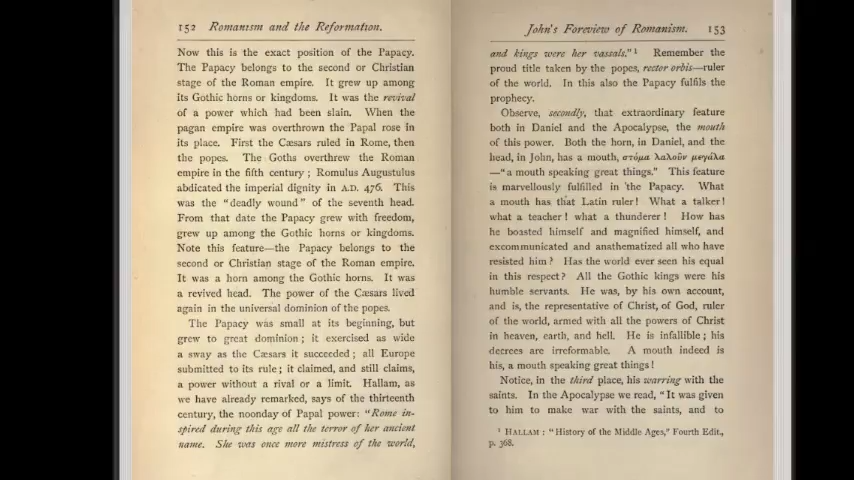 152 Romanism and the Reformation.
Now this is the exact position of the Papacy.
The Papacy belongs to the second or Christian
stage of the Roman empire. It grew up among
its Gothic horns or kingdoms. It was the revival
of a power which had been slain. When the
pagan empire was overthrown the Papal rose in
its place. First the Cæsars ruled in Rome, then
the popes. The Goths overthrew the Roman
empire in the fifth century; Romulus Augustulus
abdicated the imperial dignity in A.D. 476. This
was the "deadly wound" of the seventh head.
From that date the Papacy grew with freedom,
grew up among the Gothic horns or kingdoms.
Note this feature—the Papacy belongs to the
second or Christian stage of the Roman empire.
It was a horn among the Gothic horns. It was
a revived head. The power of the Cæsars lived
again in the universal dominion of the popes.
The Papacy was small at its beginning, but
grew to great dominion; it exercised as wide
a sway as the Cæsars it succeeded; all Europe
submitted to its rule; it claimed, and still claims,
a power without a rival or a limit. Hallam, as
we have already remarked, says of the thirteenth
century, the noonday of Papal power: "Rome in-
spired during this age all the terror of her ancient
name. She was once more mistress of the world,
John's Foreview of Romanism. 153
and kings were her vassals."¹ Remember the
proud title taken by the popes, rector orbis—ruler
of the world. In this also the Papacy fulfils the
prophecy.
Observe, secondly, that extraordinary feature
both in Daniel and the Apocalypse, the mouth
of this power. Both the horn, in Daniel, and the
head, in John, has a mouth, στόμα λαλοῦν μεγάλα
—"a mouth speaking great things." This feature
is marvellously fulfilled in the Papacy. What
a mouth has that Latin ruler! What a talker!
what a teacher! what a thunderer! How has
he boasted himself and magnified himself, and
excommunicated and anathematized all who have
resisted him? Has the world ever seen his equal
in this respect? All the Gothic kings were his
humble servants. He was, by his own account,
and is, the representative of Christ, of God, ruler
of the world, armed with all the powers of Christ
in heaven, earth, and hell. He is infallible; his
decrees are irreformable. A mouth indeed is
his, a mouth speaking great things!
Notice, in the third place, his warring with the
saints. In the Apocalypse we read, "It was given
to him to make war with the saints, and to
¹ HALLAM: "History of the Middle Ages," Fourth Edit.,
p. 368.